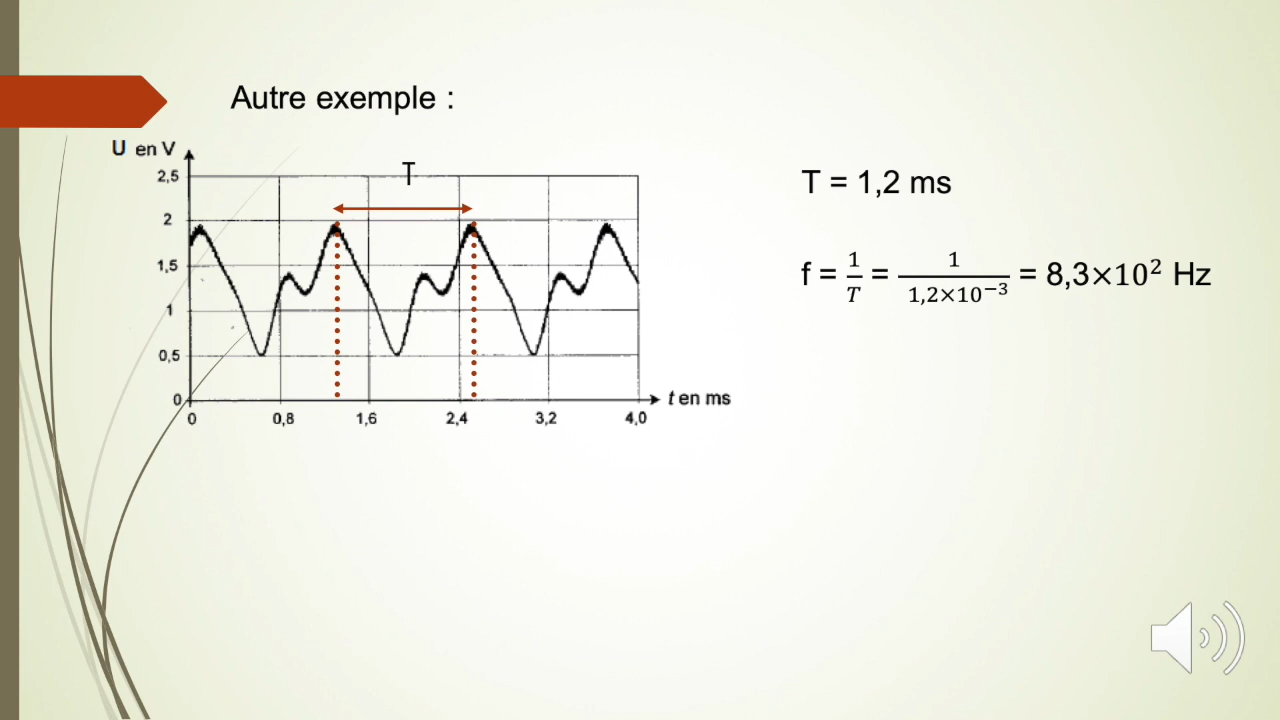 Autre exemple :
U en V
T
2,5
2
1,5
1
0,5
0
0 0,8 1,6 2,4 3,2 4,0
t en ms
T = 1,2 ms
f = 1/T = 1/(1,2×10⁻³) = 8,3×10² Hz